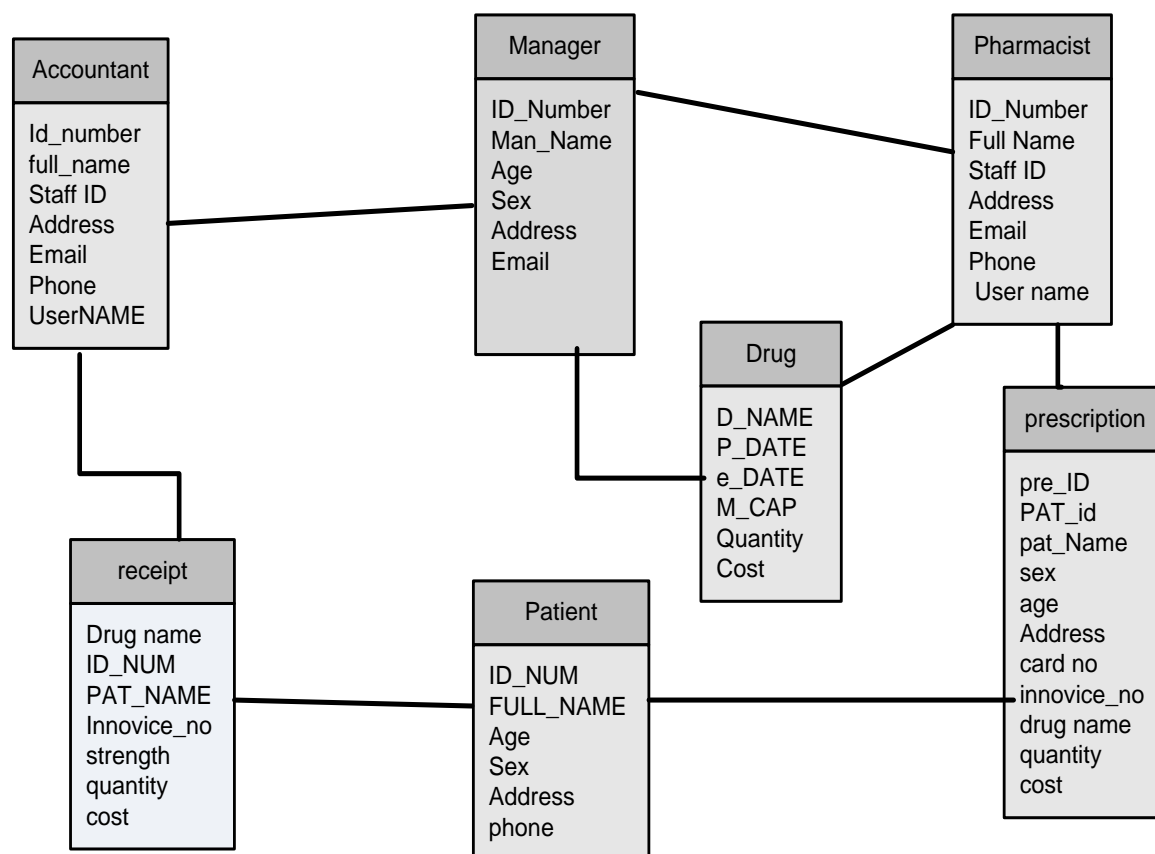 Accountant
Id_number
full_name
Staff ID
Address
Email
Phone
UserNAME
Manager
ID_Number
Man_Name
Age
Sex
Address
Email
Pharmacist
ID_Number
Full Name
Staff ID
Address
Email
Phone
User name
Drug
D_NAME
P_DATE
e_DATE
M_CAP
Quantity
Cost
prescription
pre_ID
PAT_id
pat_Name
sex
age
Address
card no
innovice_no
drug name
quantity
cost
receipt
Drug name
ID_NUM
PAT_NAME
Innovice_no
strength
quantity
cost
Patient
ID_NUM
FULL_NAME
Age
Sex
Address
phone